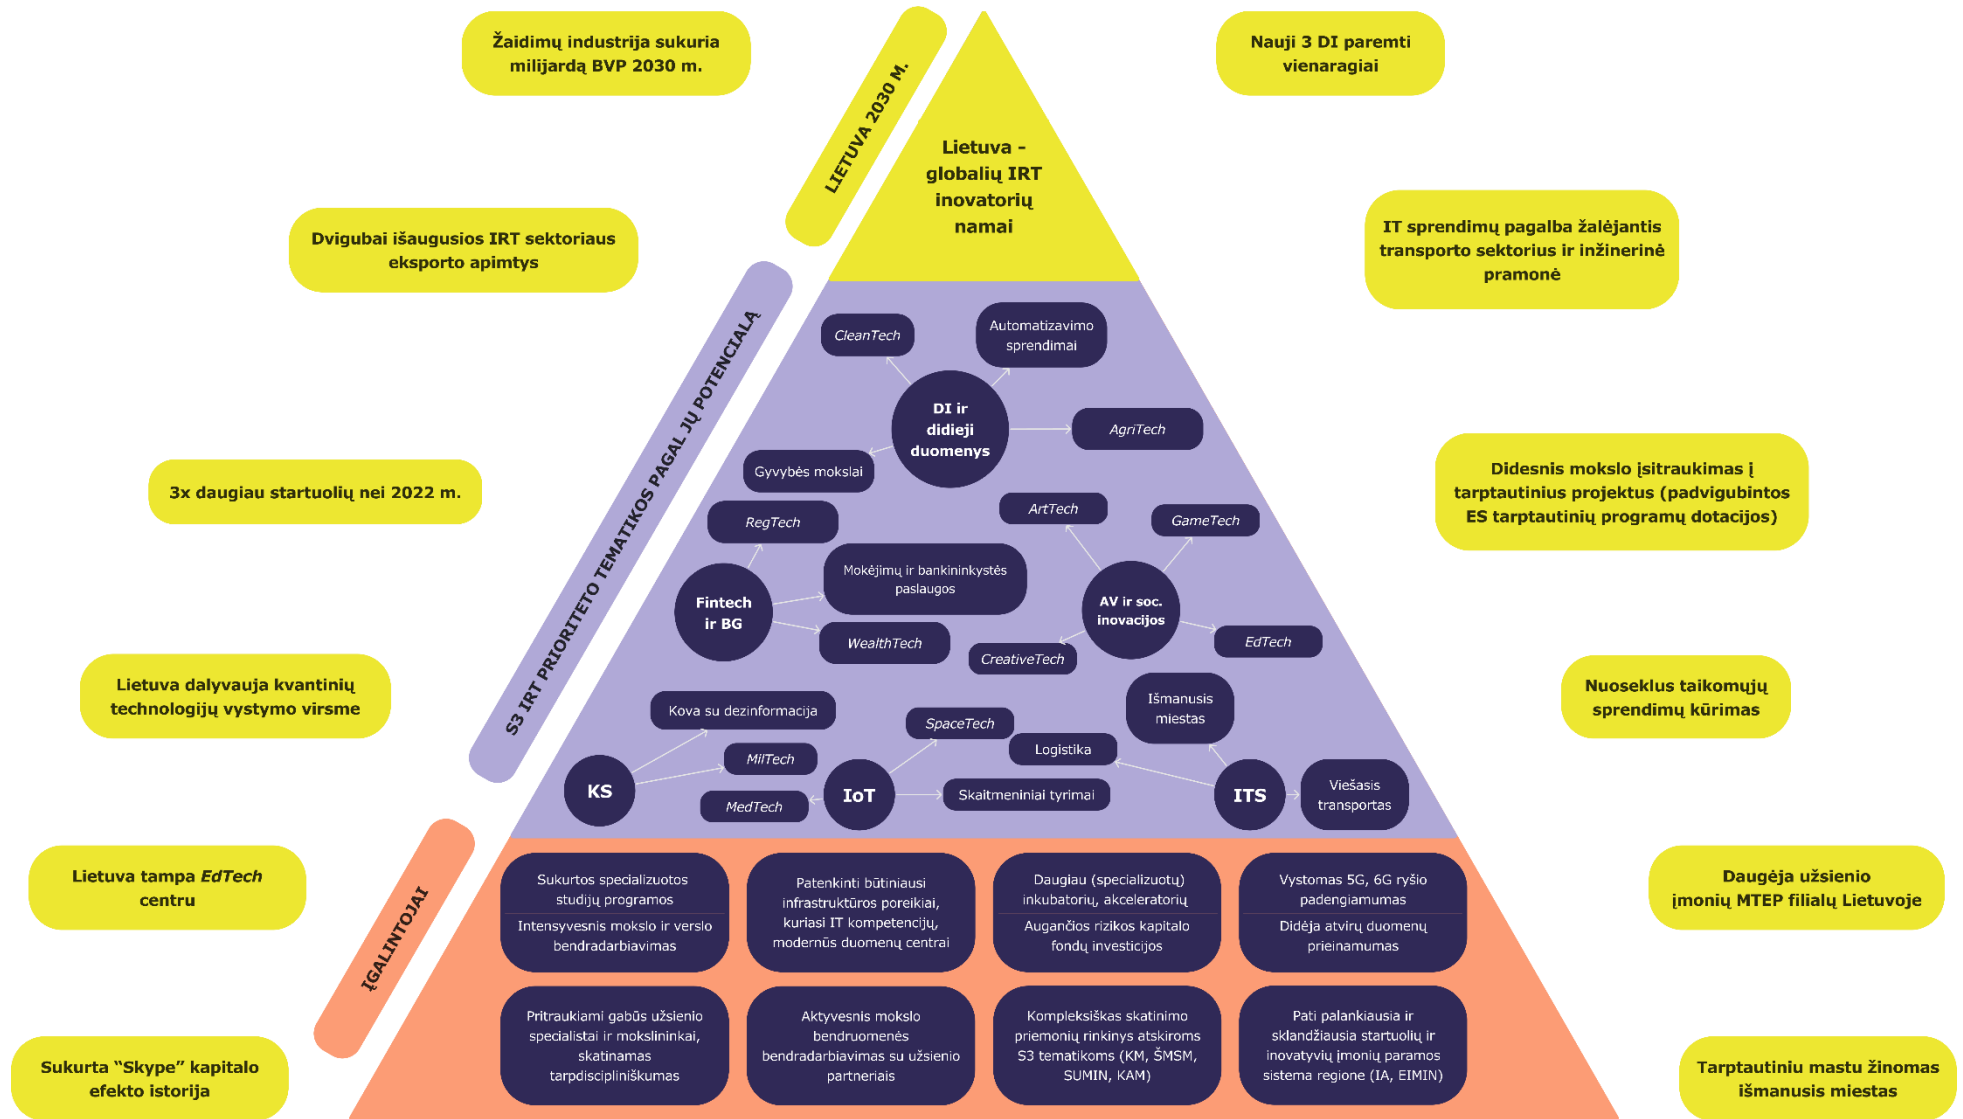 Žaidimų industrija sukuria
milijardą BVP 2030 m.
Nauji 3 DI paremti
vienaragiai
LIETUVA 2030 M.
Lietuva -
globalių IRT
inovatorių
namai
Dvigubai išaugusios IRT sektoriaus
eksporto apimtys
IT sprendimų pagalba žalėjantis
transporto sektorius ir inžinerinė
pramonė
S3 IRT PRIORITETO TEMATIKOS PAGAL JŲ POTENCIALĄ
CleanTech
Automatizavimo
sprendimai
DI ir
didieji
duomenys
AgriTech
Gyvybės mokslai
3x daugiau startuolių nei 2022 m.
Didesnis mokslo įsitraukimas į
tarptautinius projektus (padvigubintos
ES tarptautinių programų dotacijos)
RegTech
Mokėjimų ir bankininkystės
paslaugos
Fintech
ir BG
WealthTech
ArtTech
GameTech
AV ir soc.
inovacijos
EdTech
CreativeTech
Lietuva dalyvauja kvantinių
technologijų vystymo virsme
Nuoseklus taikomųjų
sprendimų kūrimas
Kova su dezinformacija
MilTech
KS
SpaceTech
MedTech
IoT
Skaitmeniniai tyrimai
Išmanusis
miestas
Logistika
ITS
Viešasis
transportas
ĮGALINTOJAI
Lietuva tampa EdTech
centru
Daugėja užsienio
įmonių MTEP filialų Lietuvoje
Sukurtos specializuotos
studijų programos
Intensyvesnis mokslo ir verslo
bendradarbiavimas
Patenkinti būtiniausi
infrastruktūros poreikiai,
kuriasi IT kompetencijų,
modernūs duomenų centrai
Daugiau (specializuotų)
inkubatorių, akceleratorių
Augančios rizikos kapitalo
fondų investicijos
Vystomas 5G, 6G ryšio
padengiamumas
Didėja atvirų duomenų
prieinamumas
Pritraukiami gabūs užsienio
specialistai ir mokslininkai,
skatinamas
tarpdiscipliniškumas
Aktyvesnis mokslo
bendruomenės
bendradarbiavimas su užsienio
partneriais
Kompleksiškas skatinimo
priemonių rinkinys atskiroms
S3 tematikoms (KM, ŠMSM,
SUMIN, KAM)
Pati palankiausia ir
sklandžiausia startuolių ir
inovatyvių įmonių paramos
sistema regione (IA, EIMIN)
Sukurta “Skype” kapitalo
efekto istorija
Tarptautiniu mastu žinomas
išmanusis miestas